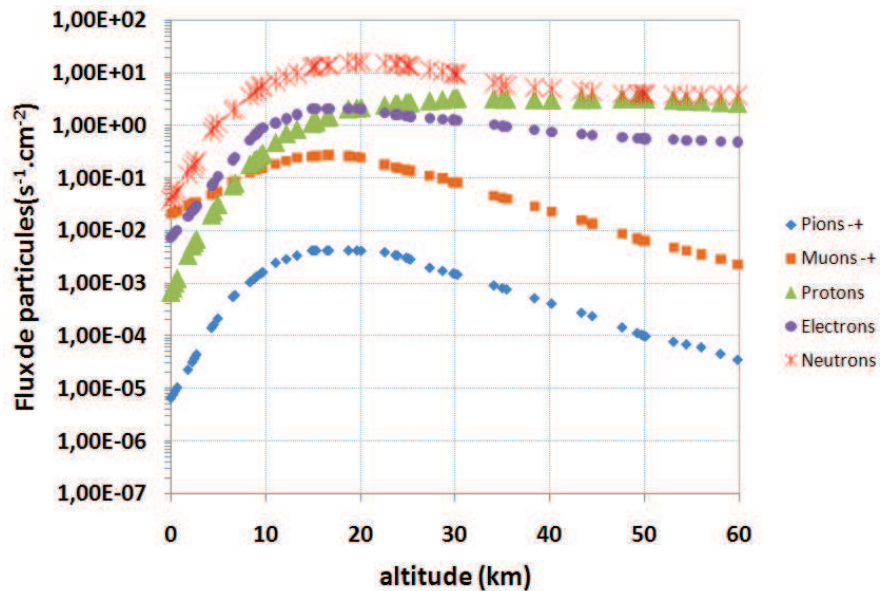 1,00E+02
1,00E+01
1,00E+00
1,00E-01
1,00E-02
1,00E-03
1,00E-04
1,00E-05
1,00E-06
1,00E-07
Flux de particules(s⁻¹.cm⁻²)
0 10 20 30 40 50 60
altitude (km)
Pions -+
Muons -+
Protons
Electrons
Neutrons